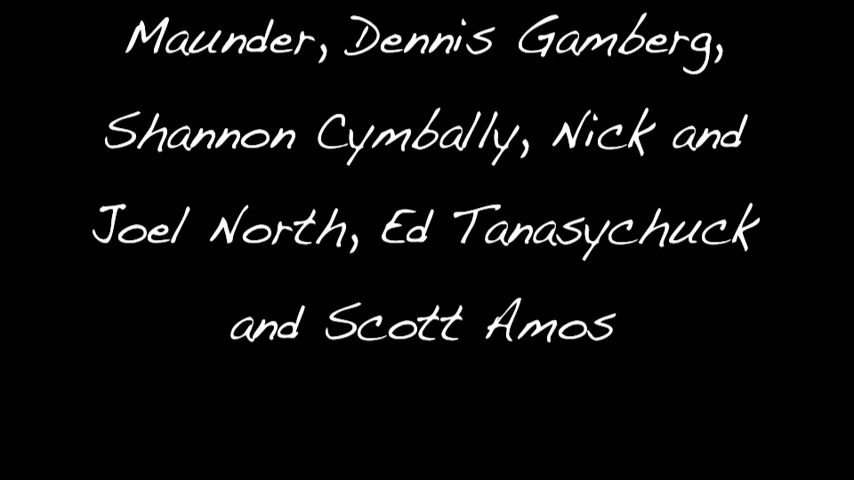 Maunder, Dennis Gamberg,
Shannon Cymbally, Nick and
Joel North, Ed Tanasychuck
and Scott Amos